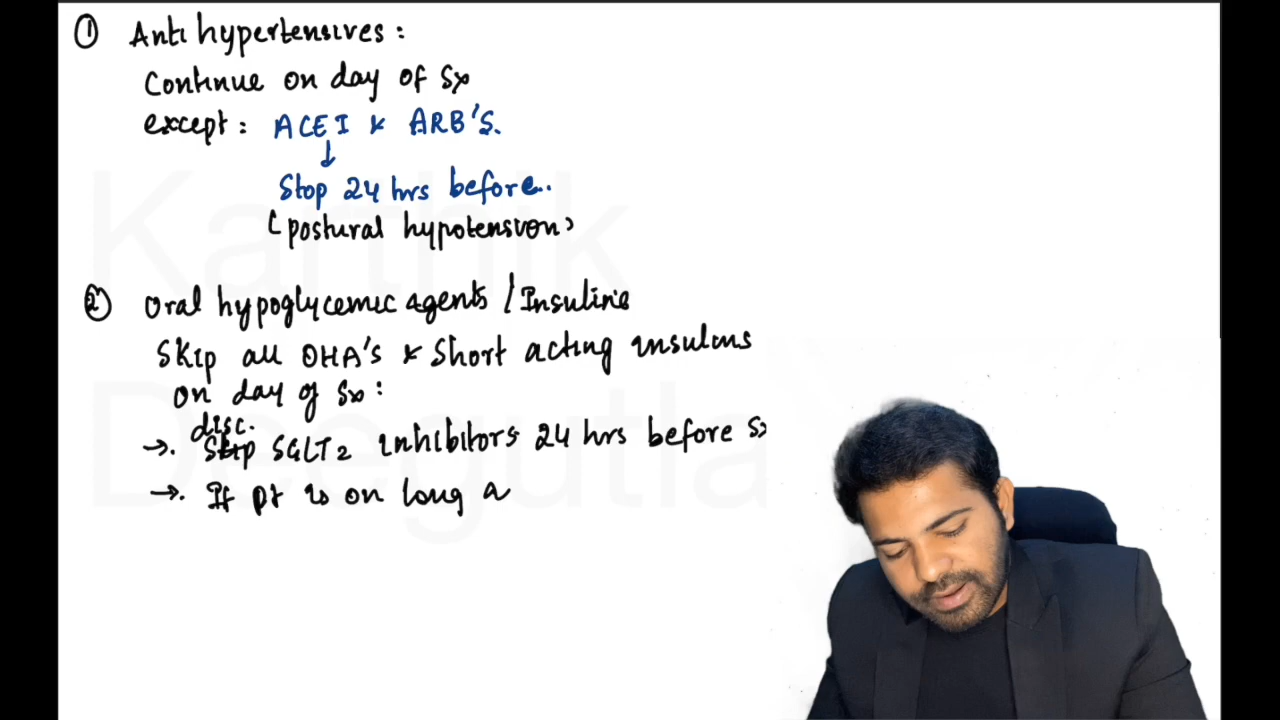 ① Anti hypertensives :
Continue on day of Sx
except : ACEI & ARB'S.
↓
Stop 24 hrs before..
(postural hypotension)
② Oral hypoglycemic agents / Insulins
Skip all OHA'S & Short acting insulins
on day of Sx :
disc.
→. Skip SGLT2 inhibitors 24 hrs before Sx
→. If pt is on long a
Karthik
Deegutla